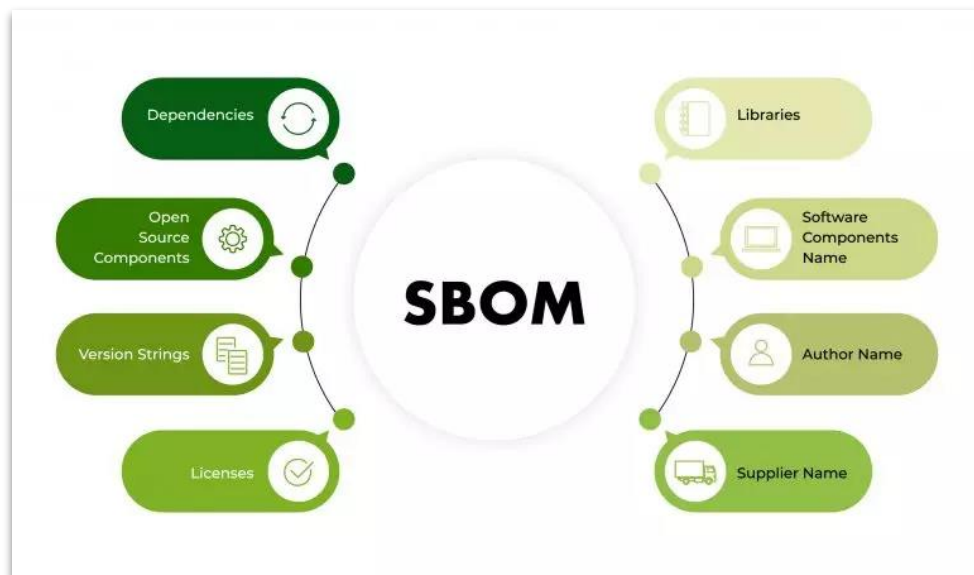 Dependencies
Open
Source
Components
Version Strings
Licenses
SBOM
Libraries
Software
Components
Name
Author Name
Supplier Name